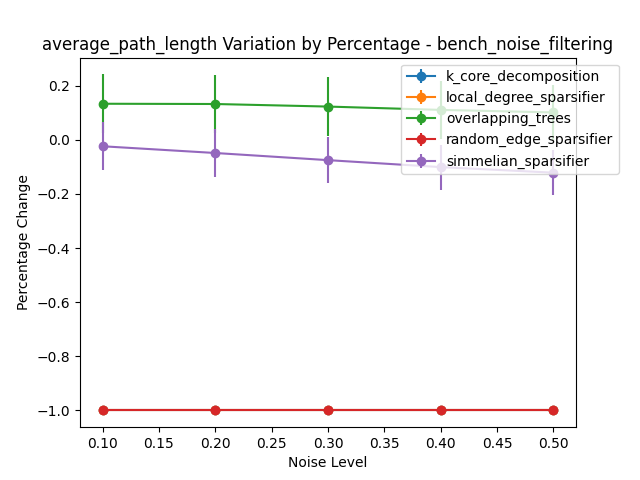 average_path_length Variation by Percentage - bench_noise_filtering
k_core_decomposition
local_degree_sparsifier
overlapping_trees
random_edge_sparsifier
simmelian_sparsifier
Percentage Change
0.2
0.0
−0.2
−0.4
−0.6
−0.8
−1.0
0.10 0.15 0.20 0.25 0.30 0.35 0.40 0.45 0.50
Noise Level